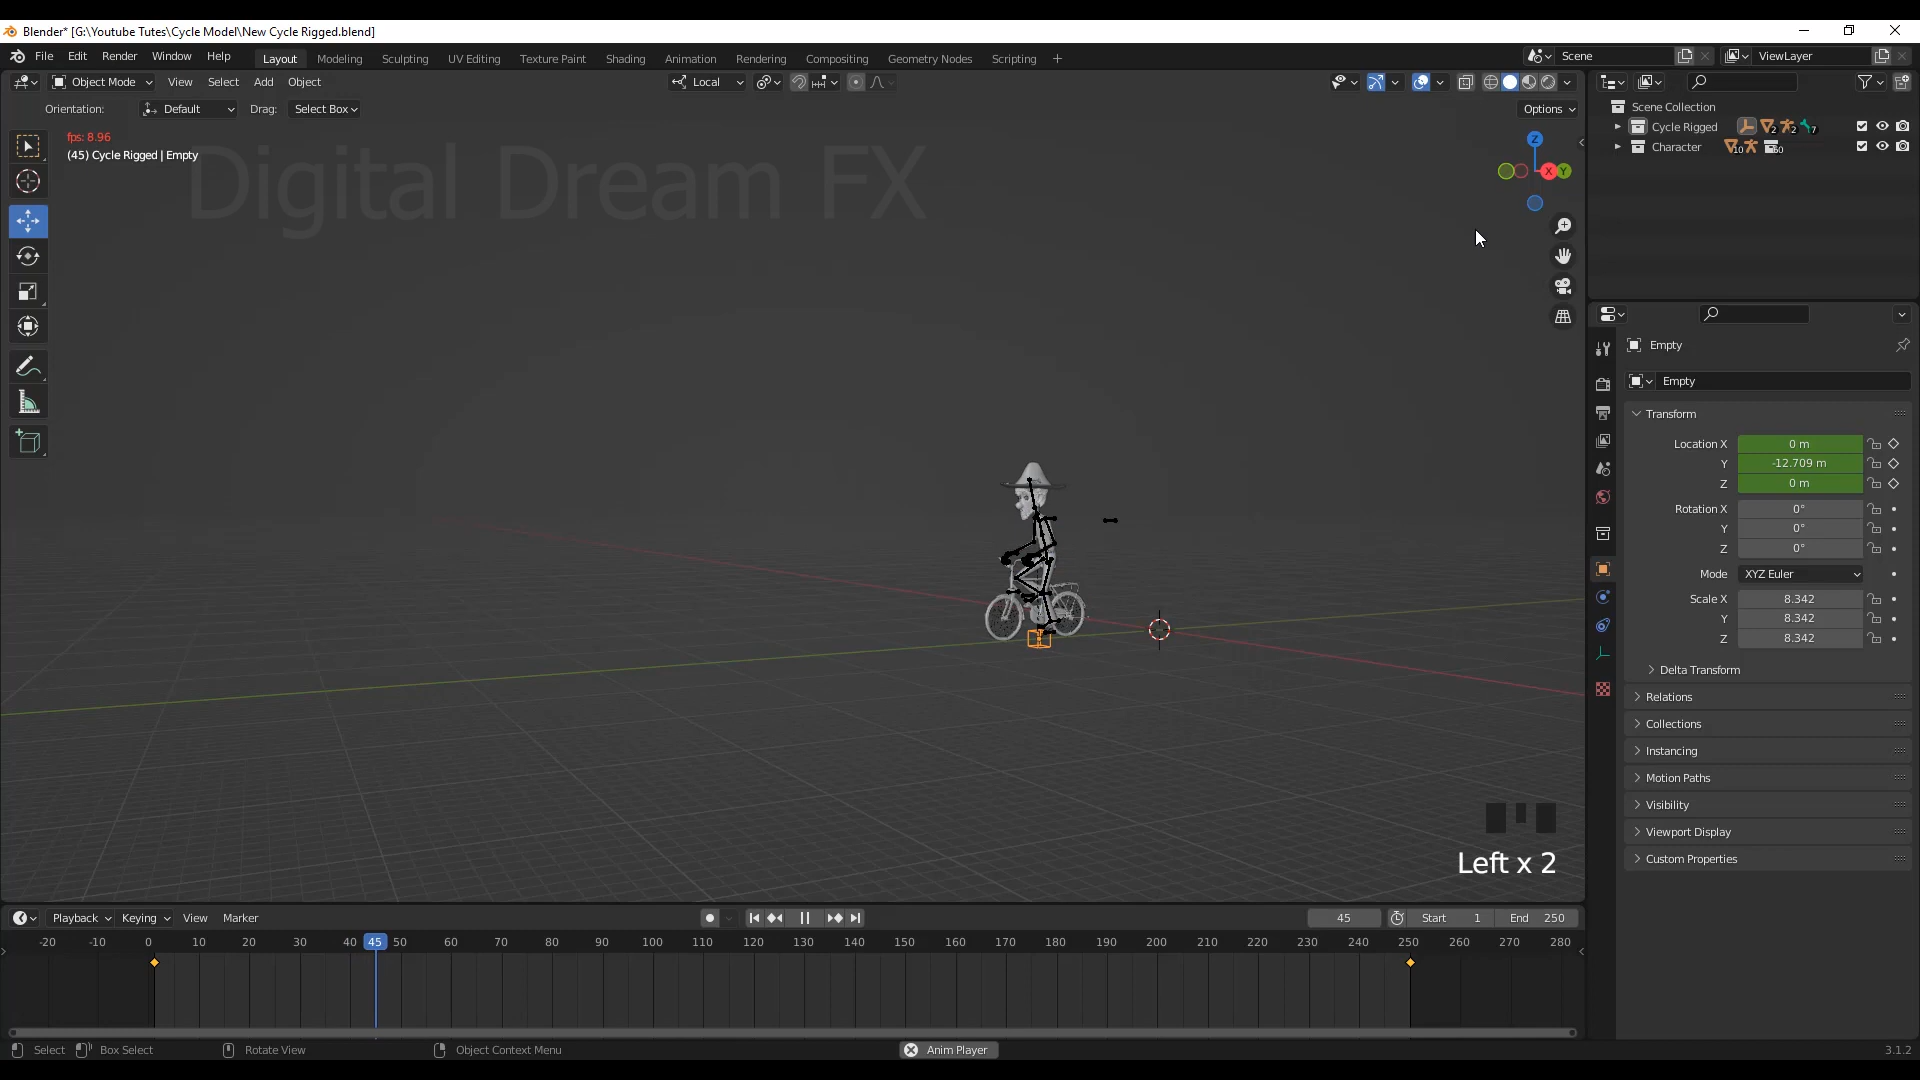 Blender* [G:\Youtube Tutes\Cycle Model\New Cycle Rigged.blend]
File Edit Render Window Help Layout Modeling Sculpting UV Editing Texture Paint Shading Animation Rendering Compositing Geometry Nodes Scripting + Scene ViewLayer
Object Mode View Select Add Object Local
Orientation: Default Drag: Select Box Options
fps: 8.96
(45) Cycle Rigged | Empty
Digital Dream FX
Z
X Y
Scene Collection
Cycle Rigged 2 2 7
Character 10 60
Empty
Empty
Transform
Location X 0 m
Y -12.709 m
Z 0 m
Rotation X 0°
Y 0°
Z 0°
Mode XYZ Euler
Scale X 8.342
Y 8.342
Z 8.342
Delta Transform
Relations
Collections
Instancing
Motion Paths
Visibility
Viewport Display
Custom Properties
Left x 2
Playback Keying View Marker 45 Start 1 End 250
-20 -10 0 10 20 30 40 45 50 60 70 80 90 100 110 120 130 140 150 160 170 180 190 200 210 220 230 240 250 260 270 280
Select Box Select Rotate View Object Context Menu Anim Player 3.1.2